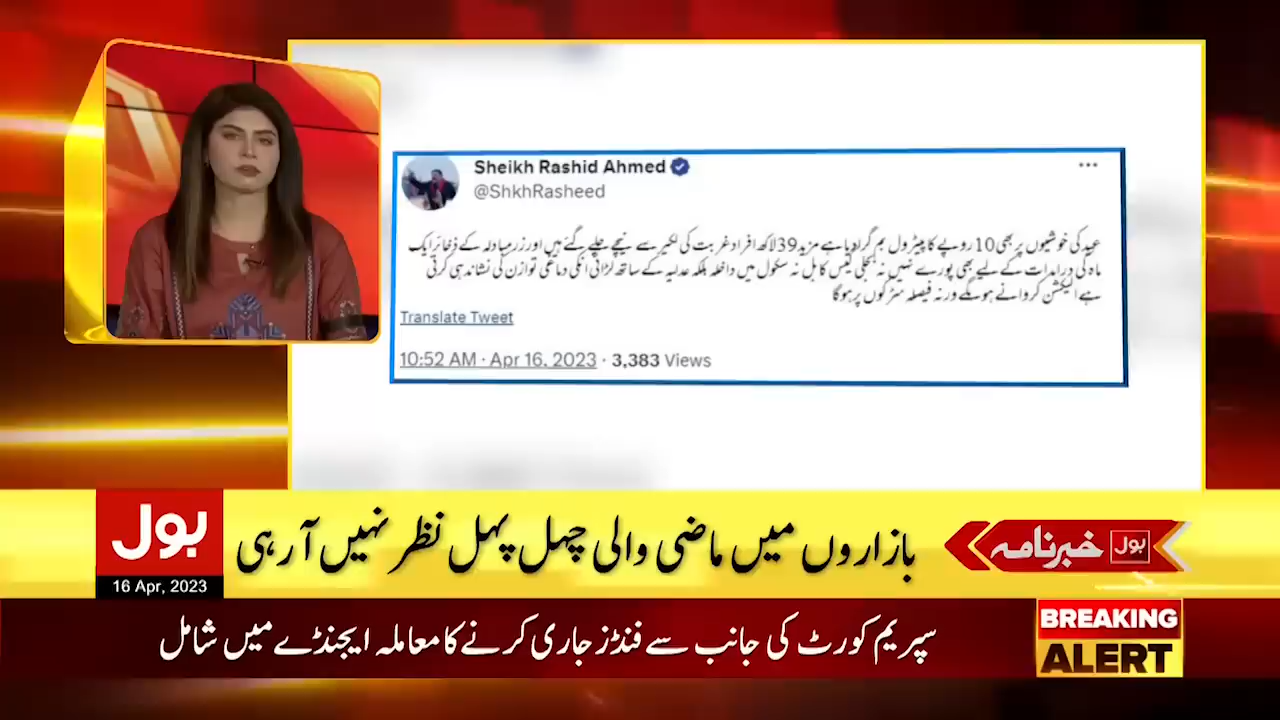 Sheikh Rashid Ahmed
@ShkhRasheed
عید کی خوشیوں پر بھی 10 روپے کا پیٹرول بم گرا دیا ہے مزید 39 لاکھ افراد غربت کی لکیر سے نیچے چلے گئے ہیں اور زرمبادلہ کے ذخائر ایک
ماہ کی درامدات کے لیے بھی پورے نہیں نہ بجلی گیس کا بل نہ سکول میں داخلہ بلکہ عدلیہ کے ساتھ لڑائی انکی دماغی توازن کی نشاندہی کرتی
ہے الیکشن کروانے ہونگے ورنہ فیصلہ سڑکوں پر ہوگا
Translate Tweet
10:52 AM · Apr 16, 2023 · 3,383 Views
بول خبرنامہ
بازاروں میں ماضی والی چہل پہل نظر نہیں آ رہی
بول
16 Apr, 2023
BREAKING
ALERT
سپریم کورٹ کی جانب سے فنڈز جاری کرنے کا معاملہ ایجنڈے میں شامل